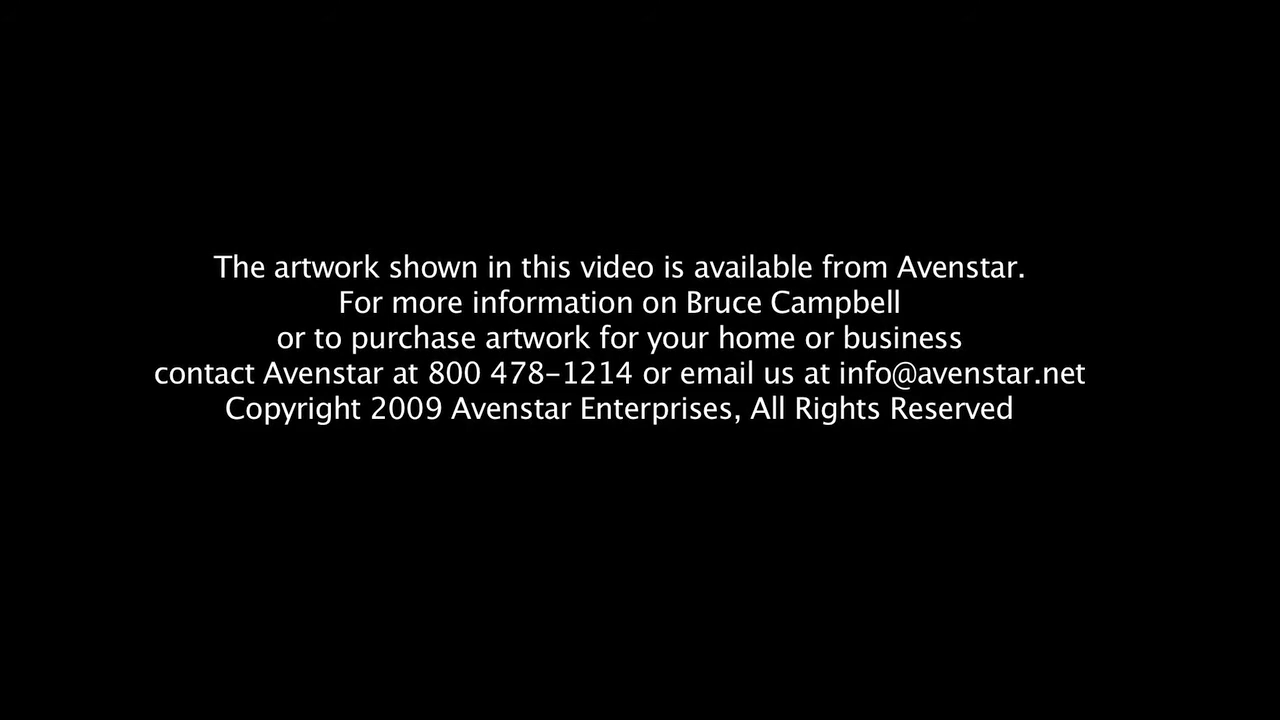 The artwork shown in this video is available from Avenstar.
For more information on Bruce Campbell
or to purchase artwork for your home or business
contact Avenstar at 800 478-1214 or email us at info@avenstar.net
Copyright 2009 Avenstar Enterprises, All Rights Reserved